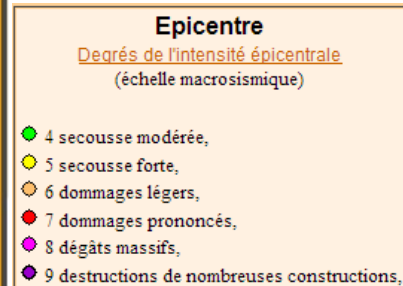 Epicentre
Degrés de l'intensité épicentrale
(échelle macrosismique)
4 secousse modérée,
5 secousse forte,
6 dommages légers,
7 dommages prononcés,
8 dégâts massifs,
9 destructions de nombreuses constructions,